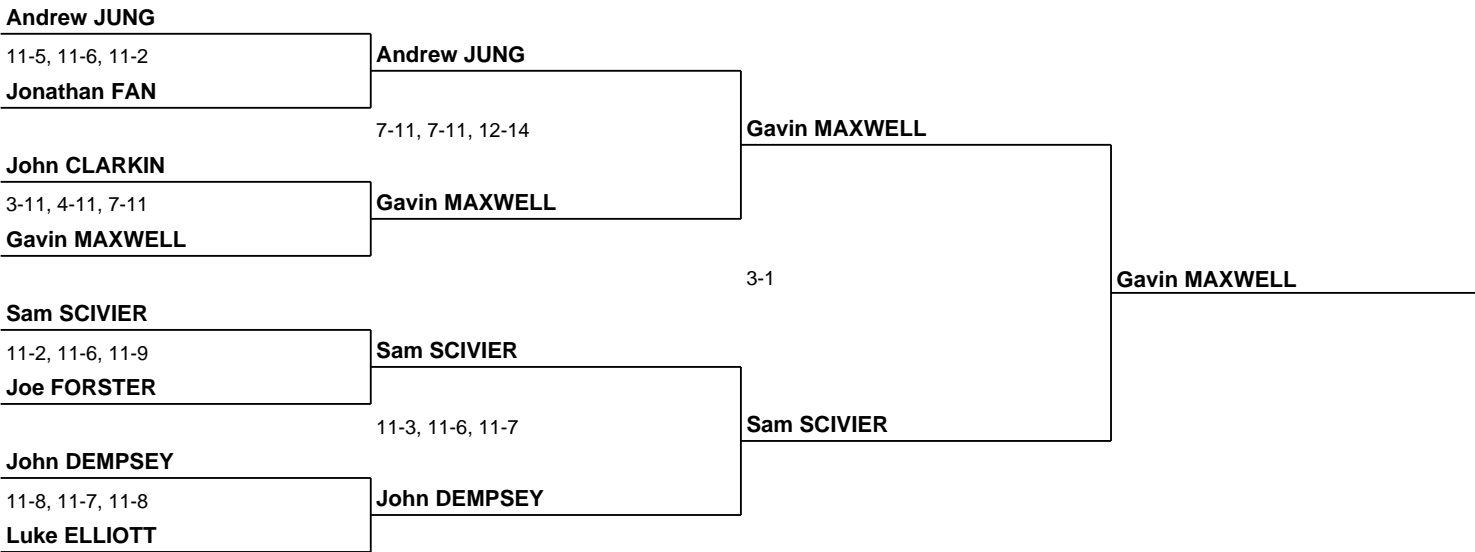 Andrew JUNG
11-5, 11-6, 11-2
Andrew JUNG
Jonathan FAN
7-11, 7-11, 12-14
Gavin MAXWELL
John CLARKIN
3-11, 4-11, 7-11
Gavin MAXWELL
Gavin MAXWELL
3-1
Gavin MAXWELL
Sam SCIVIER
11-2, 11-6, 11-9
Sam SCIVIER
Joe FORSTER
11-3, 11-6, 11-7
Sam SCIVIER
John DEMPSEY
11-8, 11-7, 11-8
John DEMPSEY
Luke ELLIOTT